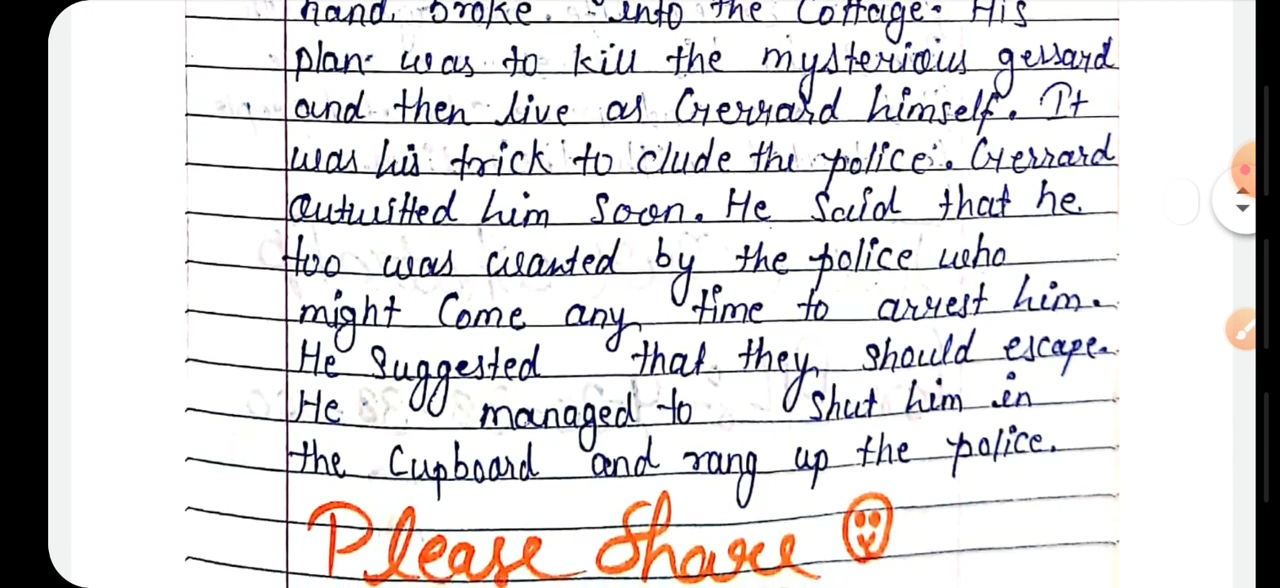 hand, broke. into the Cottage. His
plan was to kill the mysterious gessard
and then live as Gerrard himself. It
was his trick to clude the police. Gerrard
outwitted him soon. He said that he
too was wanted by the police who
might Come any time to arrest him.
He suggested that they should escape.
He managed to shut him in
the Cupboard and rang up the police.
Please Share